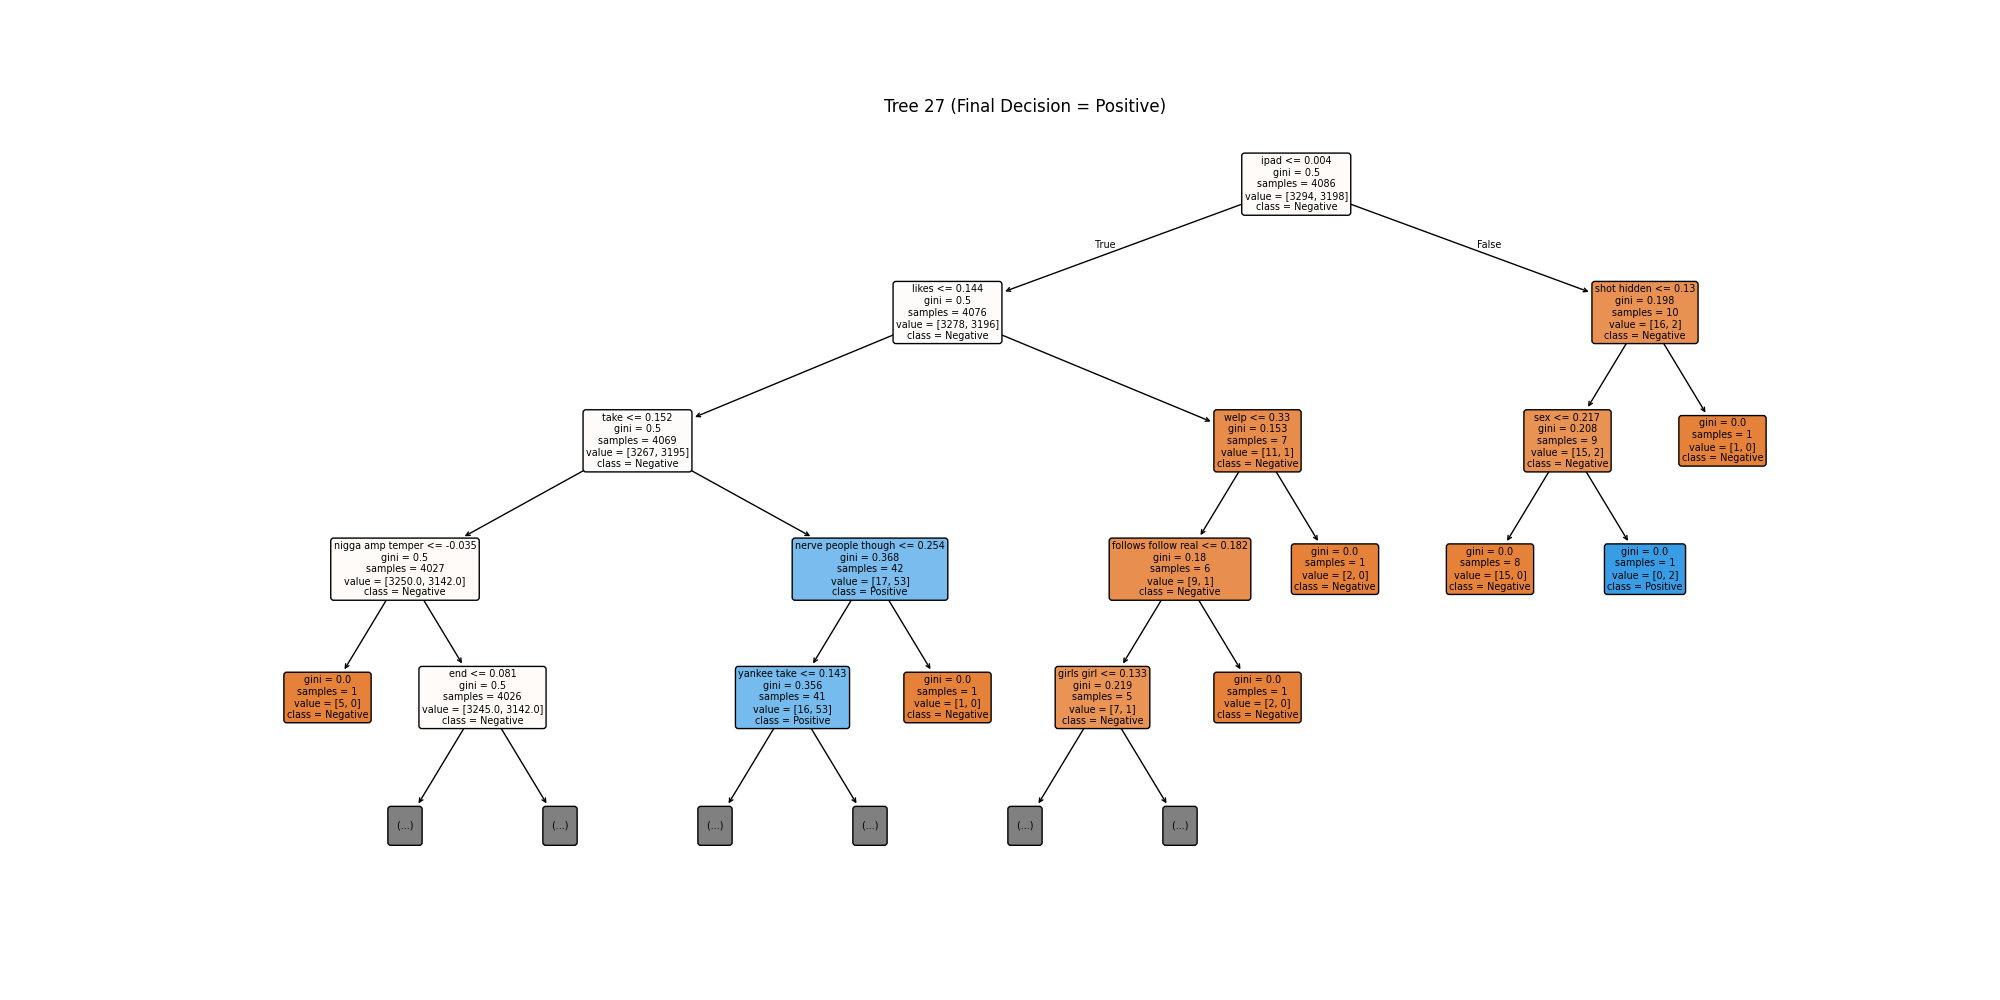 Tree 27 (Final Decision = Positive)
ipad <= 0.004
gini = 0.5
samples = 4086
value = [3294, 3198]
class = Negative
True
False
likes <= 0.144
gini = 0.5
samples = 4076
value = [3278, 3196]
class = Negative
shot hidden <= 0.13
gini = 0.198
samples = 10
value = [16, 2]
class = Negative
take <= 0.152
gini = 0.5
samples = 4069
value = [3267, 3195]
class = Negative
welp <= 0.33
gini = 0.153
samples = 7
value = [11, 1]
class = Negative
sex <= 0.217
gini = 0.208
samples = 9
value = [15, 2]
class = Negative
gini = 0.0
samples = 1
value = [1, 0]
class = Negative
nigga amp temper <= -0.035
gini = 0.5
samples = 4027
value = [3250.0, 3142.0]
class = Negative
nerve people though <= 0.254
gini = 0.368
samples = 42
value = [17, 53]
class = Positive
follows follow real <= 0.182
gini = 0.18
samples = 6
value = [9, 1]
class = Negative
gini = 0.0
samples = 1
value = [2, 0]
class = Negative
gini = 0.0
samples = 8
value = [15, 0]
class = Negative
gini = 0.0
samples = 1
value = [0, 2]
class = Positive
gini = 0.0
samples = 1
value = [5, 0]
class = Negative
end <= 0.081
gini = 0.5
samples = 4026
value = [3245.0, 3142.0]
class = Negative
yankee take <= 0.143
gini = 0.356
samples = 41
value = [16, 53]
class = Positive
gini = 0.0
samples = 1
value = [1, 0]
class = Negative
girls girl <= 0.133
gini = 0.219
samples = 5
value = [7, 1]
class = Negative
gini = 0.0
samples = 1
value = [2, 0]
class = Negative
(...)
(...)
(...)
(...)
(...)
(...)